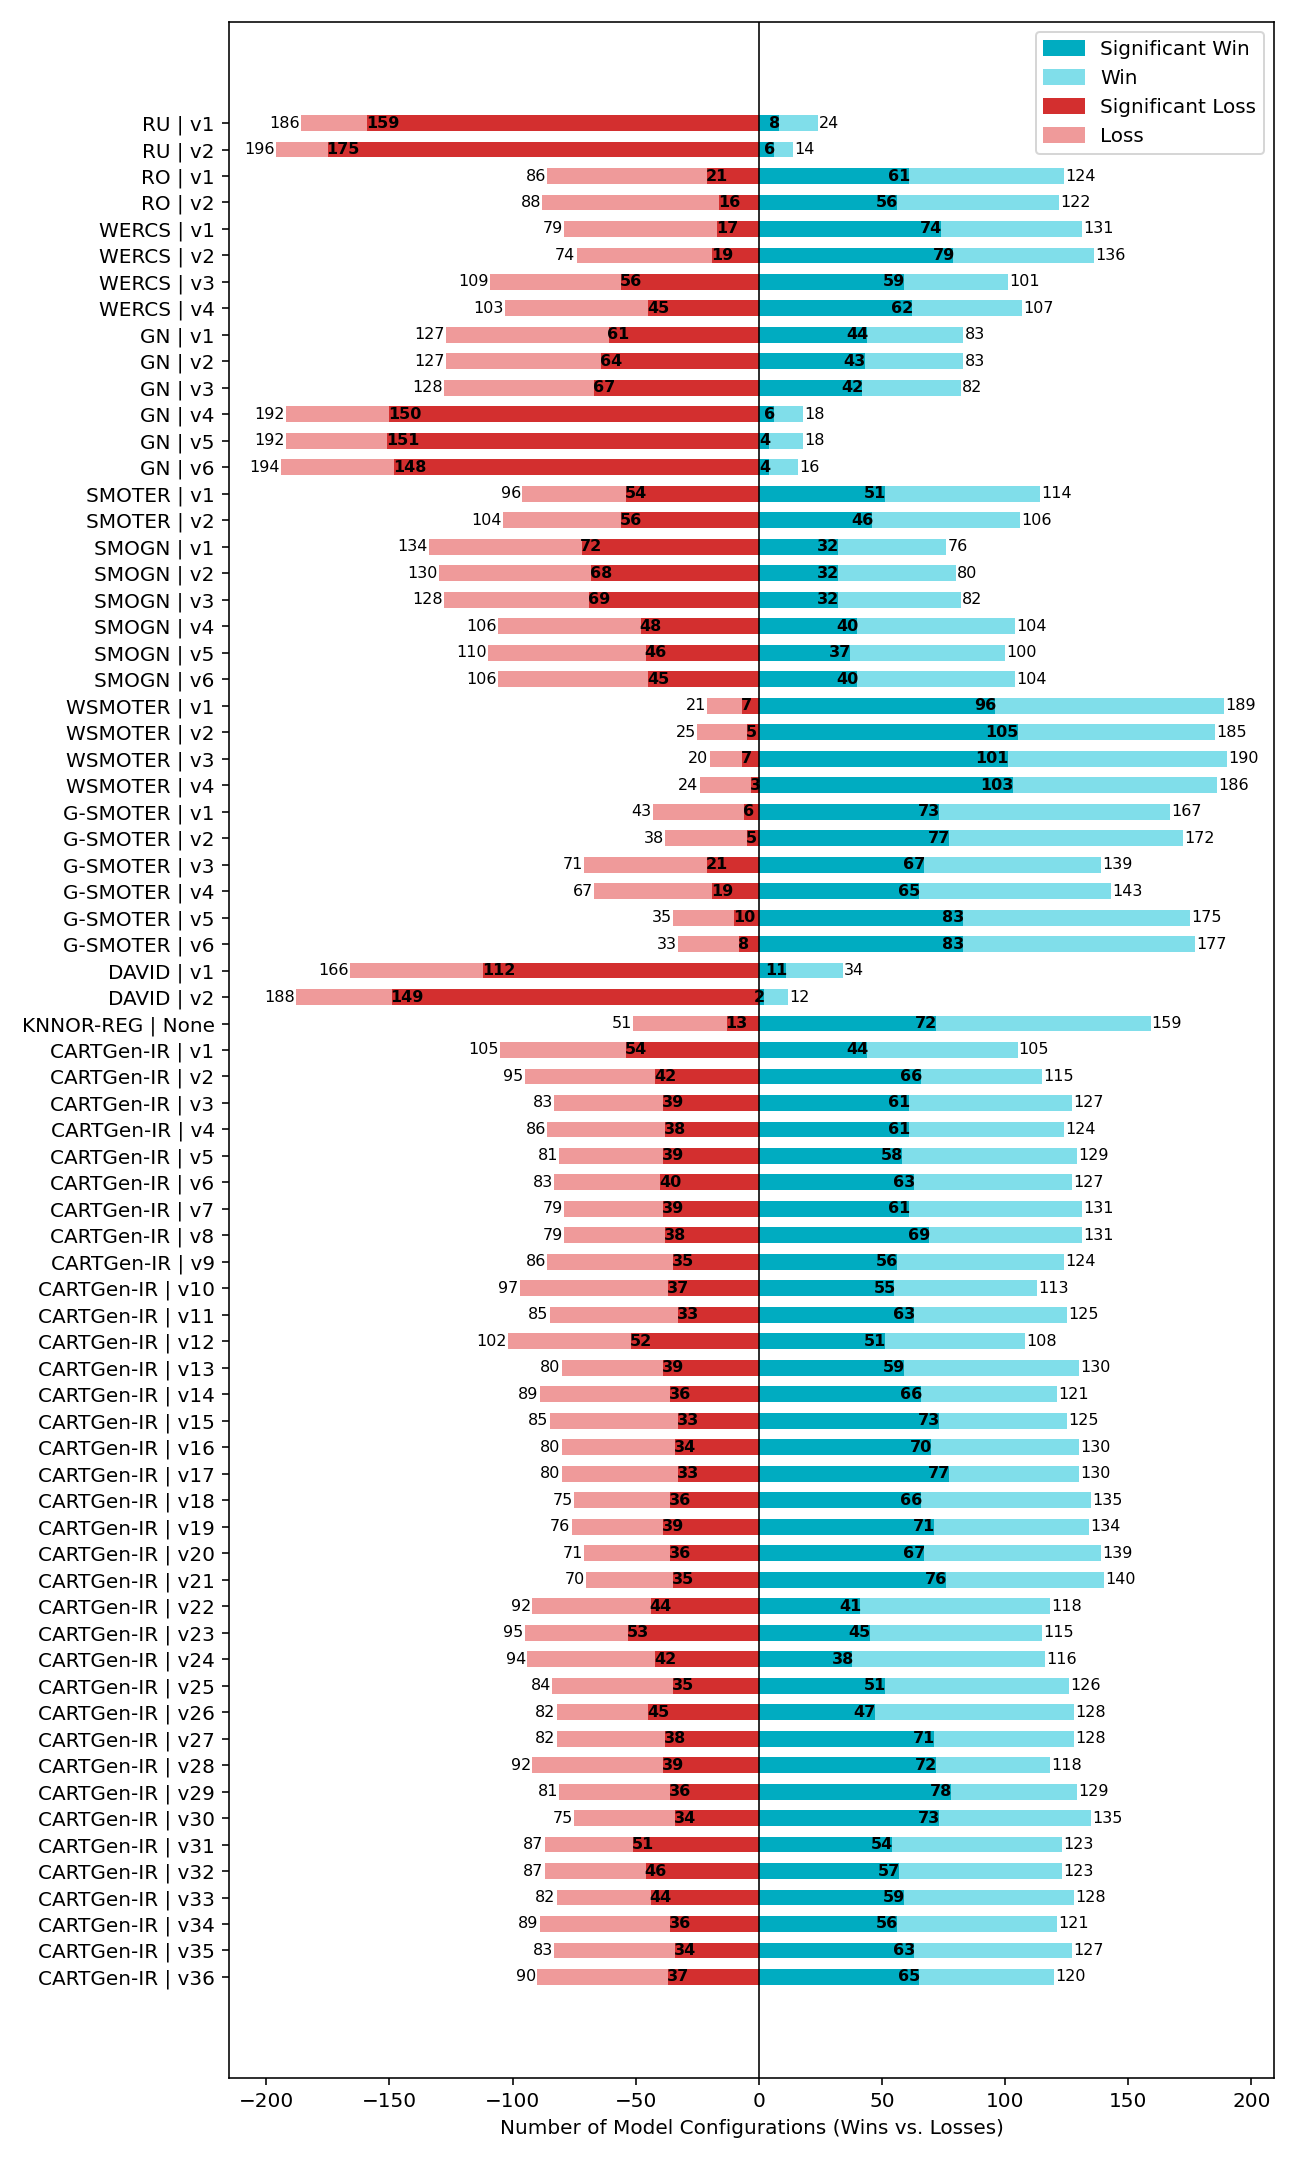 Significant Win
Win
Significant Loss
Loss
RU | v1 186 159 8 24
RU | v2 196 175 6 14
RO | v1 86 21 61 124
RO | v2 88 16 56 122
WERCS | v1 79 17 74 131
WERCS | v2 74 19 79 136
WERCS | v3 109 56 59 101
WERCS | v4 103 45 62 107
GN | v1 127 61 44 83
GN | v2 127 64 43 83
GN | v3 128 67 42 82
GN | v4 192 150 6 18
GN | v5 192 151 4 18
GN | v6 194 148 4 16
SMOTER | v1 96 54 51 114
SMOTER | v2 104 56 46 106
SMOGN | v1 134 72 32 76
SMOGN | v2 130 68 32 80
SMOGN | v3 128 69 32 82
SMOGN | v4 106 48 40 104
SMOGN | v5 110 46 37 100
SMOGN | v6 106 45 40 104
WSMOTER | v1 21 7 96 189
WSMOTER | v2 25 5 105 185
WSMOTER | v3 20 7 101 190
WSMOTER | v4 24 3 103 186
G-SMOTER | v1 43 6 73 167
G-SMOTER | v2 38 5 77 172
G-SMOTER | v3 71 21 67 139
G-SMOTER | v4 67 19 65 143
G-SMOTER | v5 35 10 83 175
G-SMOTER | v6 33 8 83 177
DAVID | v1 166 112 11 34
DAVID | v2 188 149 2 12
KNNOR-REG | None 51 13 72 159
CARTGen-IR | v1 105 54 44 105
CARTGen-IR | v2 95 42 66 115
CARTGen-IR | v3 83 39 61 127
CARTGen-IR | v4 86 38 61 124
CARTGen-IR | v5 81 39 58 129
CARTGen-IR | v6 83 40 63 127
CARTGen-IR | v7 79 39 61 131
CARTGen-IR | v8 79 38 69 131
CARTGen-IR | v9 86 35 56 124
CARTGen-IR | v10 97 37 55 113
CARTGen-IR | v11 85 33 63 125
CARTGen-IR | v12 102 52 51 108
CARTGen-IR | v13 80 39 59 130
CARTGen-IR | v14 89 36 66 121
CARTGen-IR | v15 85 33 73 125
CARTGen-IR | v16 80 34 70 130
CARTGen-IR | v17 80 33 77 130
CARTGen-IR | v18 75 36 66 135
CARTGen-IR | v19 76 39 71 134
CARTGen-IR | v20 71 36 67 139
CARTGen-IR | v21 70 35 76 140
CARTGen-IR | v22 92 44 41 118
CARTGen-IR | v23 95 53 45 115
CARTGen-IR | v24 94 42 38 116
CARTGen-IR | v25 84 35 51 126
CARTGen-IR | v26 82 45 47 128
CARTGen-IR | v27 82 38 71 128
CARTGen-IR | v28 92 39 72 118
CARTGen-IR | v29 81 36 78 129
CARTGen-IR | v30 75 34 73 135
CARTGen-IR | v31 87 51 54 123
CARTGen-IR | v32 87 46 57 123
CARTGen-IR | v33 82 44 59 128
CARTGen-IR | v34 89 36 56 121
CARTGen-IR | v35 83 34 63 127
CARTGen-IR | v36 90 37 65 120
−200 −150 −100 −50 0 50 100 150 200
Number of Model Configurations (Wins vs. Losses)